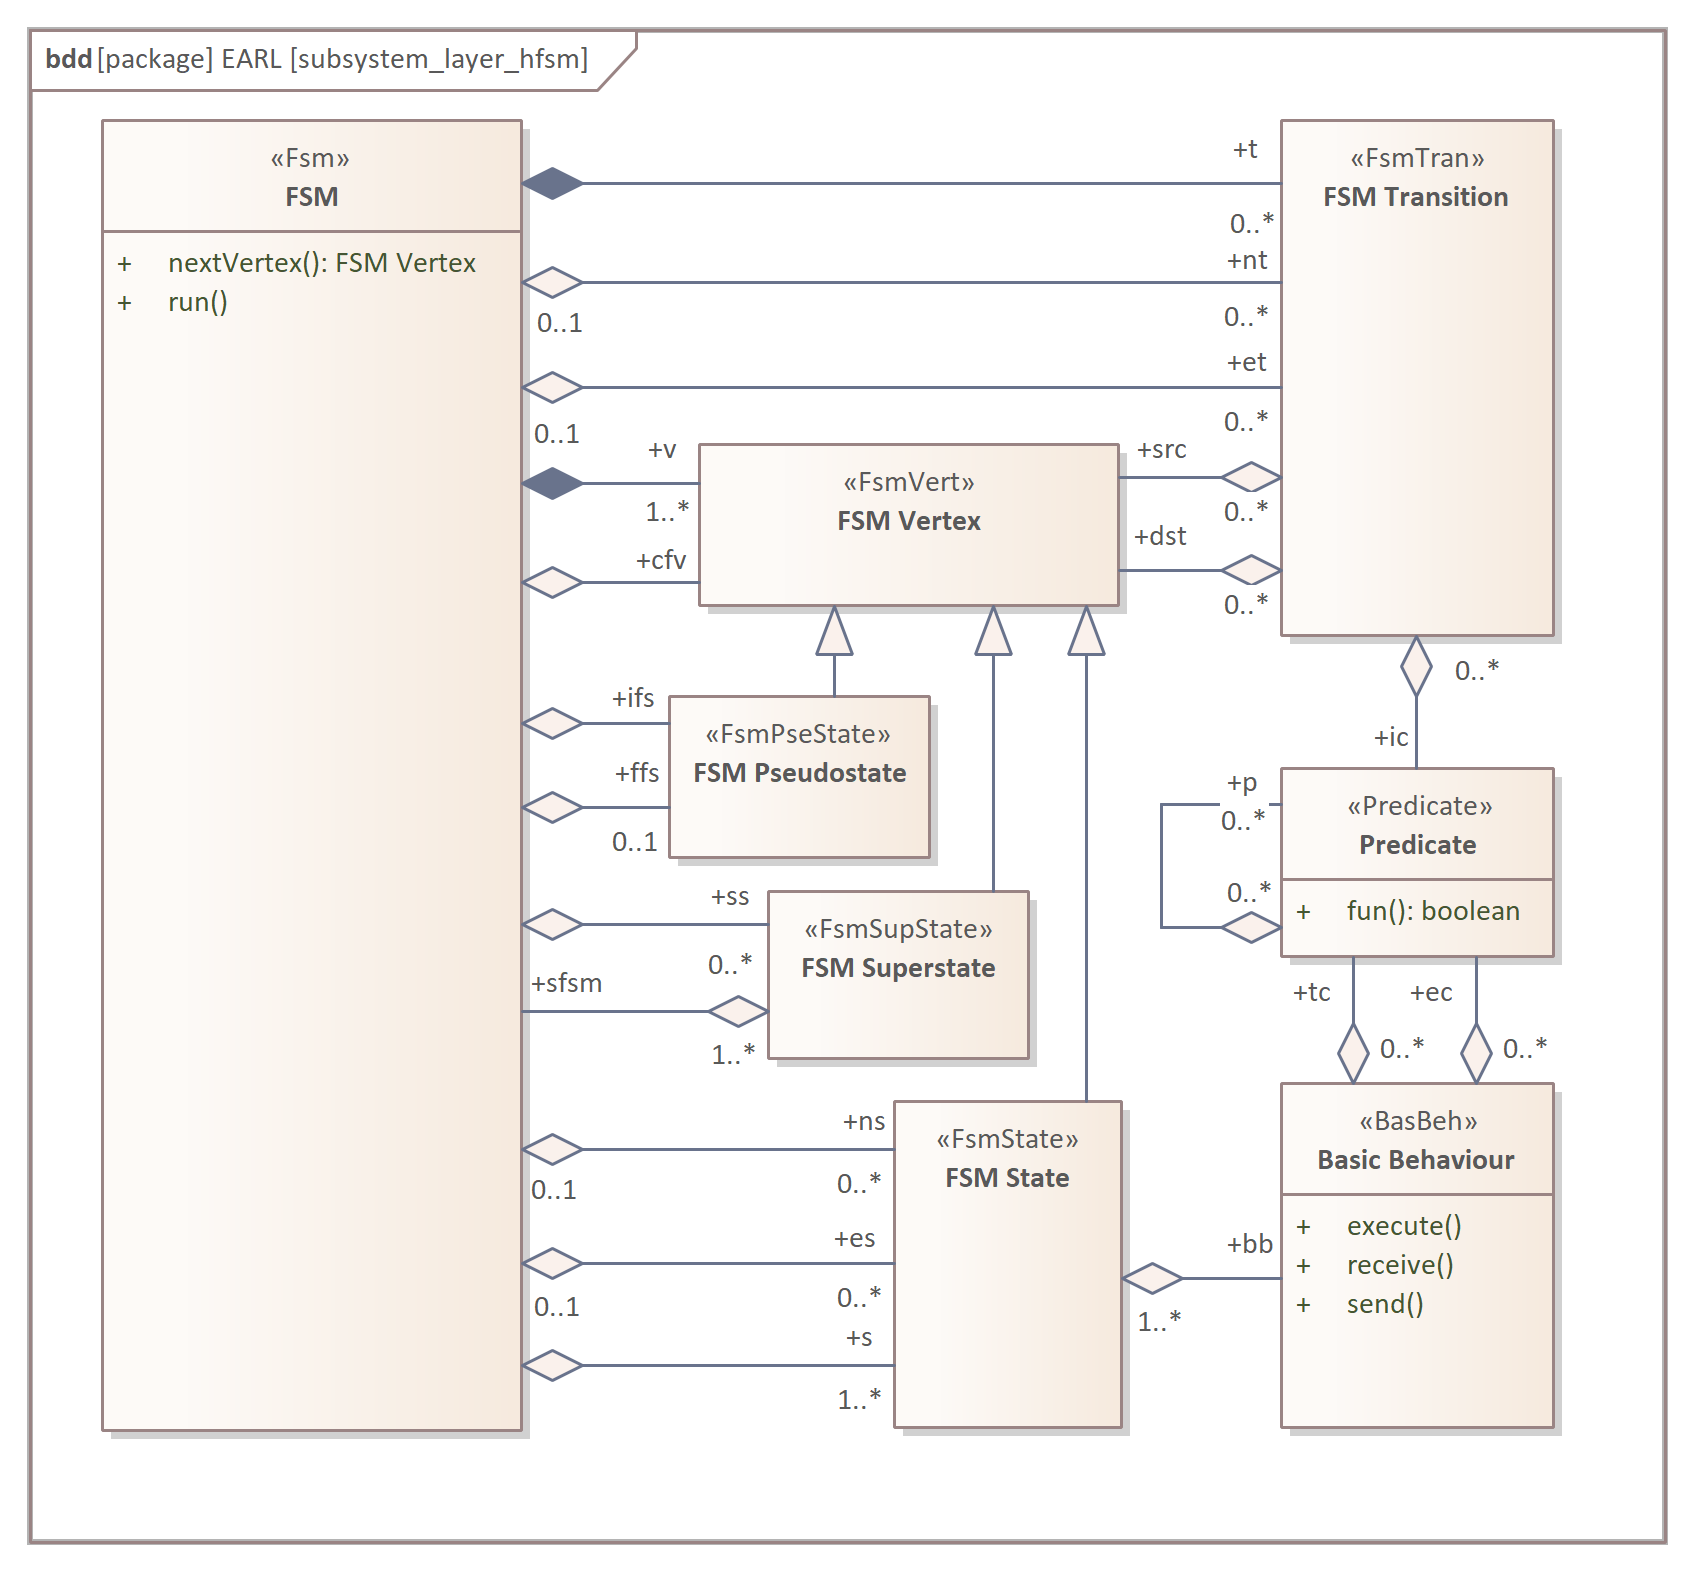 bdd [package] EARL [subsystem_layer_hfsm]
«Fsm»
FSM
+ nextVertex(): FSM Vertex
+ run()
+t
0..*
+nt
0..1
0..*
+et
0..1
0..*
«FsmTran»
FSM Transition
+v
1..*
+cfv
«FsmVert»
FSM Vertex
+src
0..*
+dst
0..*
+ifs
+ffs
0..1
«FsmPseState»
FSM Pseudostate
0..*
+ic
+p
0..*
0..*
«Predicate»
Predicate
+ fun(): boolean
+ss
0..*
+sfsm
1..*
«FsmSupState»
FSM Superstate
+tc
0..*
+ec
0..*
+ns
0..1
0..*
+es
0..1
0..*
+s
1..*
«FsmState»
FSM State
+bb
1..*
«BasBeh»
Basic Behaviour
+ execute()
+ receive()
+ send()